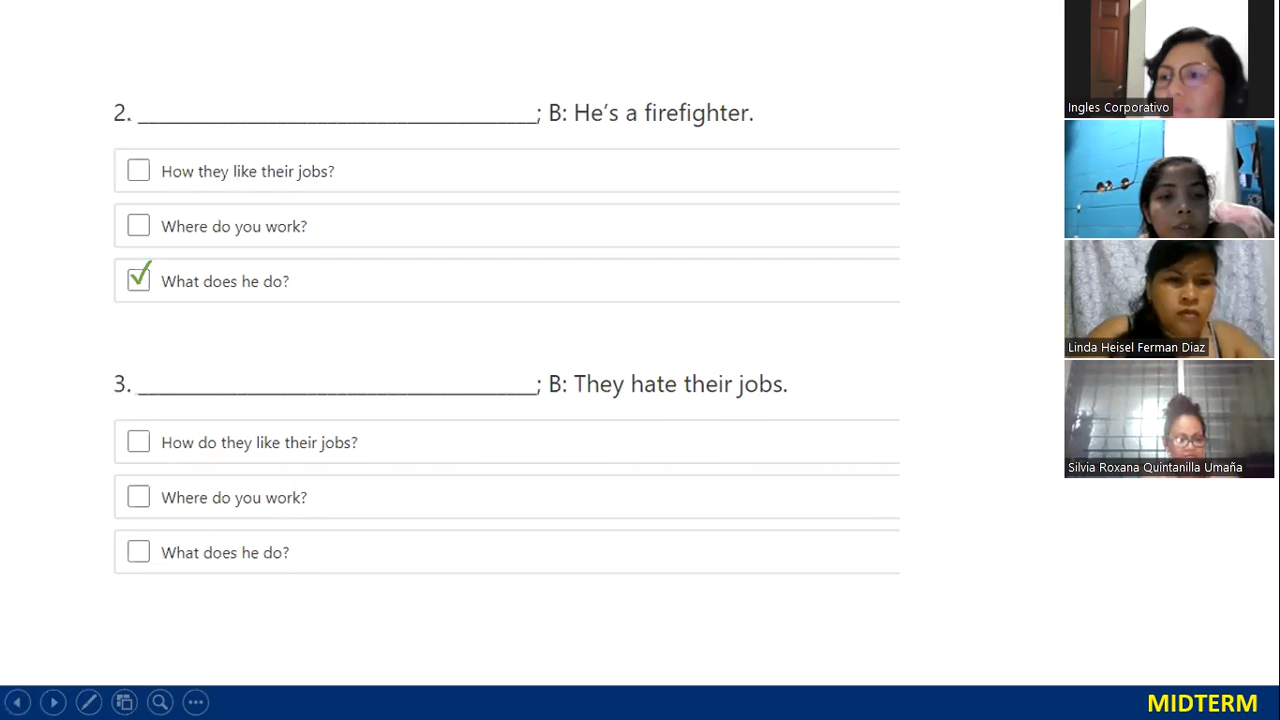 2. ______________________________________; B: He's a firefighter.
How they like their jobs?
Where do you work?
What does he do?
3. ______________________________________; B: They hate their jobs.
How do they like their jobs?
Where do you work?
What does he do?
MIDTERM
Ingles Corporativo
Linda Heisel Ferman Diaz
Silvia Roxana Quintanilla Umaña